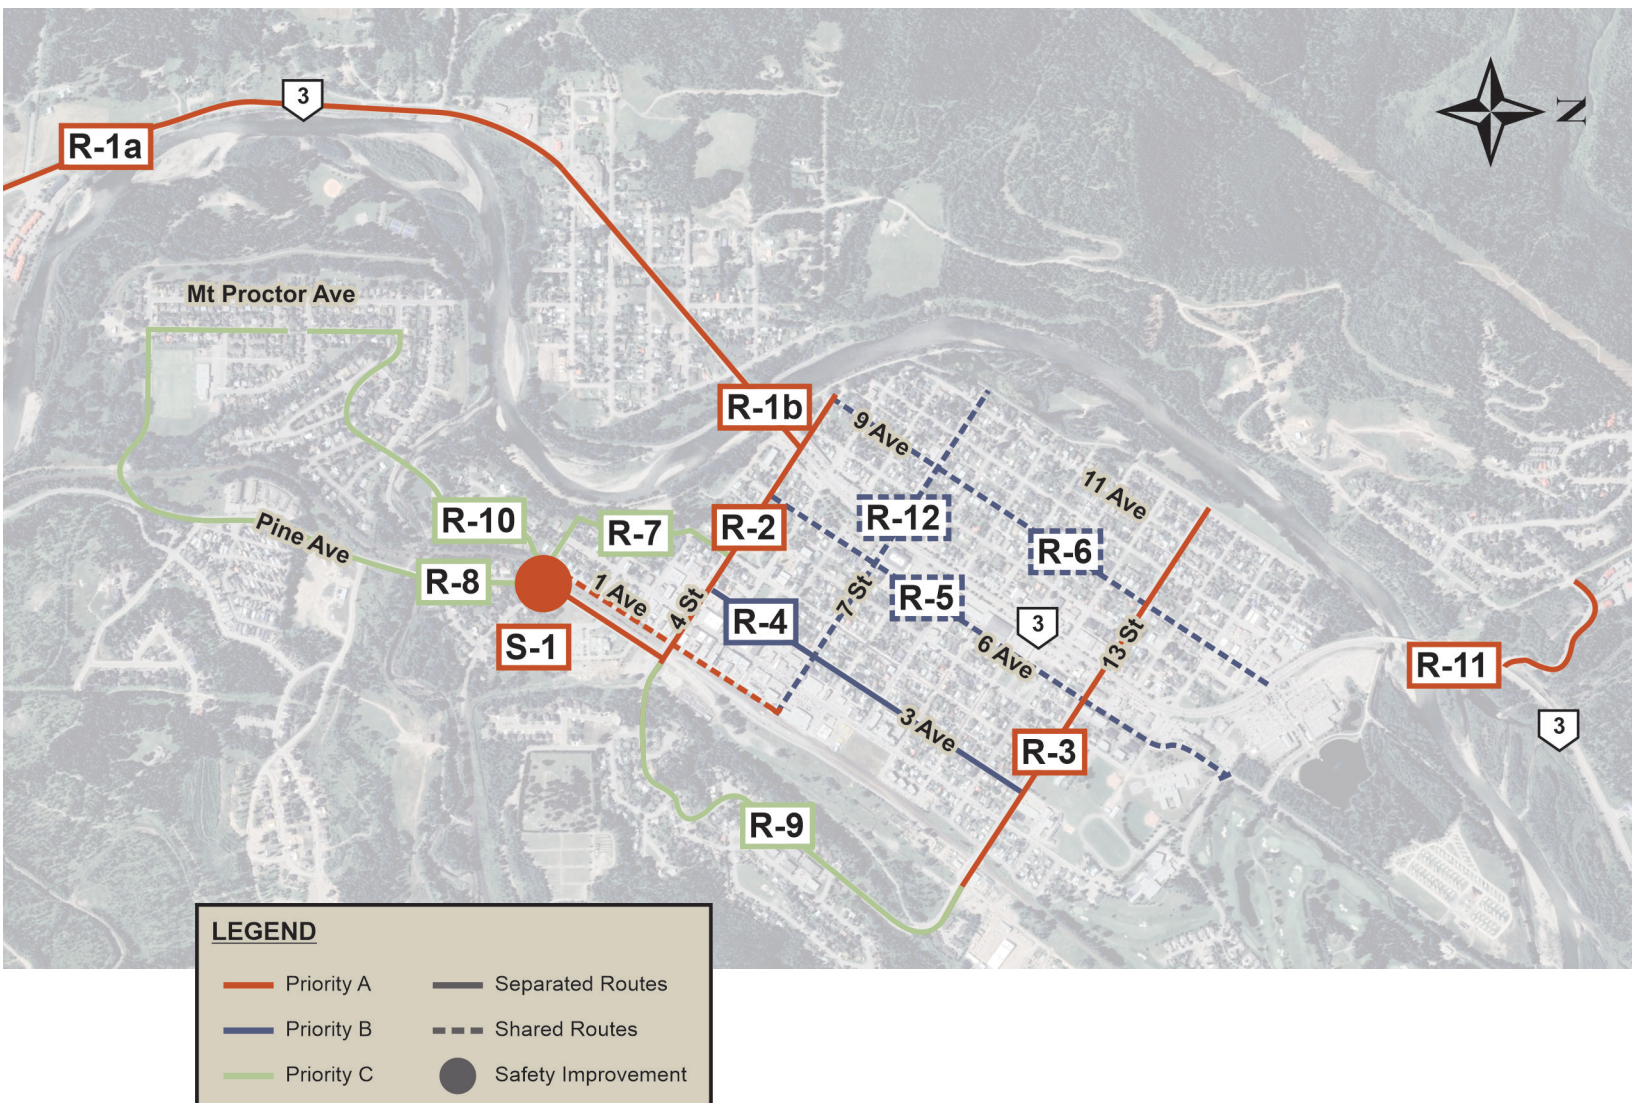 3
N
R-1a
Mt Proctor Ave
R-1b
9 Ave
11 Ave
R-10
R-7
R-2
R-12
Pine Ave
R-6
R-8
1 Ave
4 St
7 St
R-5
R-4
3
S-1
6 Ave
13 St
R-11
3 Ave
3
R-3
R-9
LEGEND
Priority A
Separated Routes
Priority B
Shared Routes
Priority C
Safety Improvement